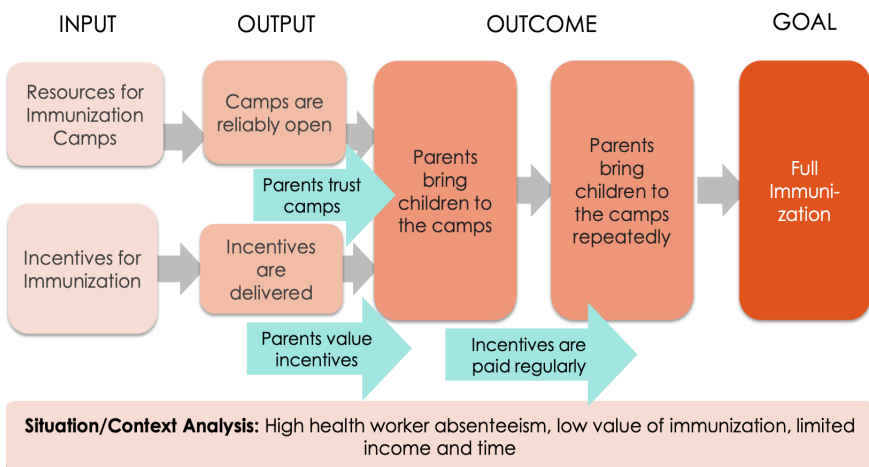 INPUT
OUTPUT
OUTCOME
GOAL
Resources for
Immunization
Camps
Camps are
reliably open
Parents trust
camps
Incentives for
Immunization
Incentives
are
delivered
Parents value
incentives
Parents
bring
children to
the camps
Incentives are
paid regularly
Parents
bring
children to
the camps
repeatedly
Full
Immuni-
zation
Situation/Context Analysis: High health worker absenteeism, low value of immunization, limited
income and time